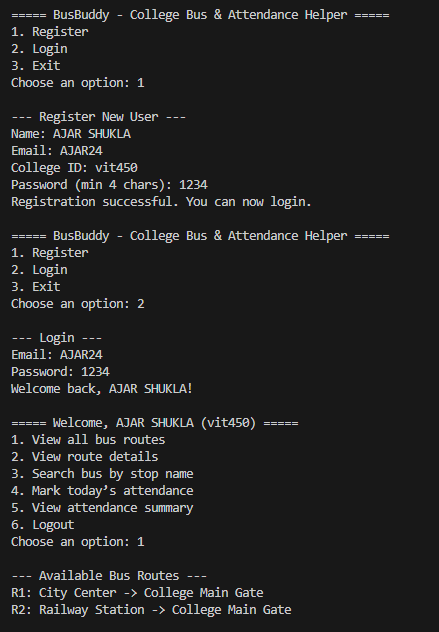 ===== BusBuddy - College Bus & Attendance Helper =====
1. Register
2. Login
3. Exit
Choose an option: 1
--- Register New User ---
Name: AJAR SHUKLA
Email: AJAR24
College ID: vit450
Password (min 4 chars): 1234
Registration successful. You can now login.
===== BusBuddy - College Bus & Attendance Helper =====
1. Register
2. Login
3. Exit
Choose an option: 2
--- Login ---
Email: AJAR24
Password: 1234
Welcome back, AJAR SHUKLA!
===== Welcome, AJAR SHUKLA (vit450) =====
1. View all bus routes
2. View route details
3. Search bus by stop name
4. Mark today’s attendance
5. View attendance summary
6. Logout
Choose an option: 1
--- Available Bus Routes ---
R1: City Center -> College Main Gate
R2: Railway Station -> College Main Gate